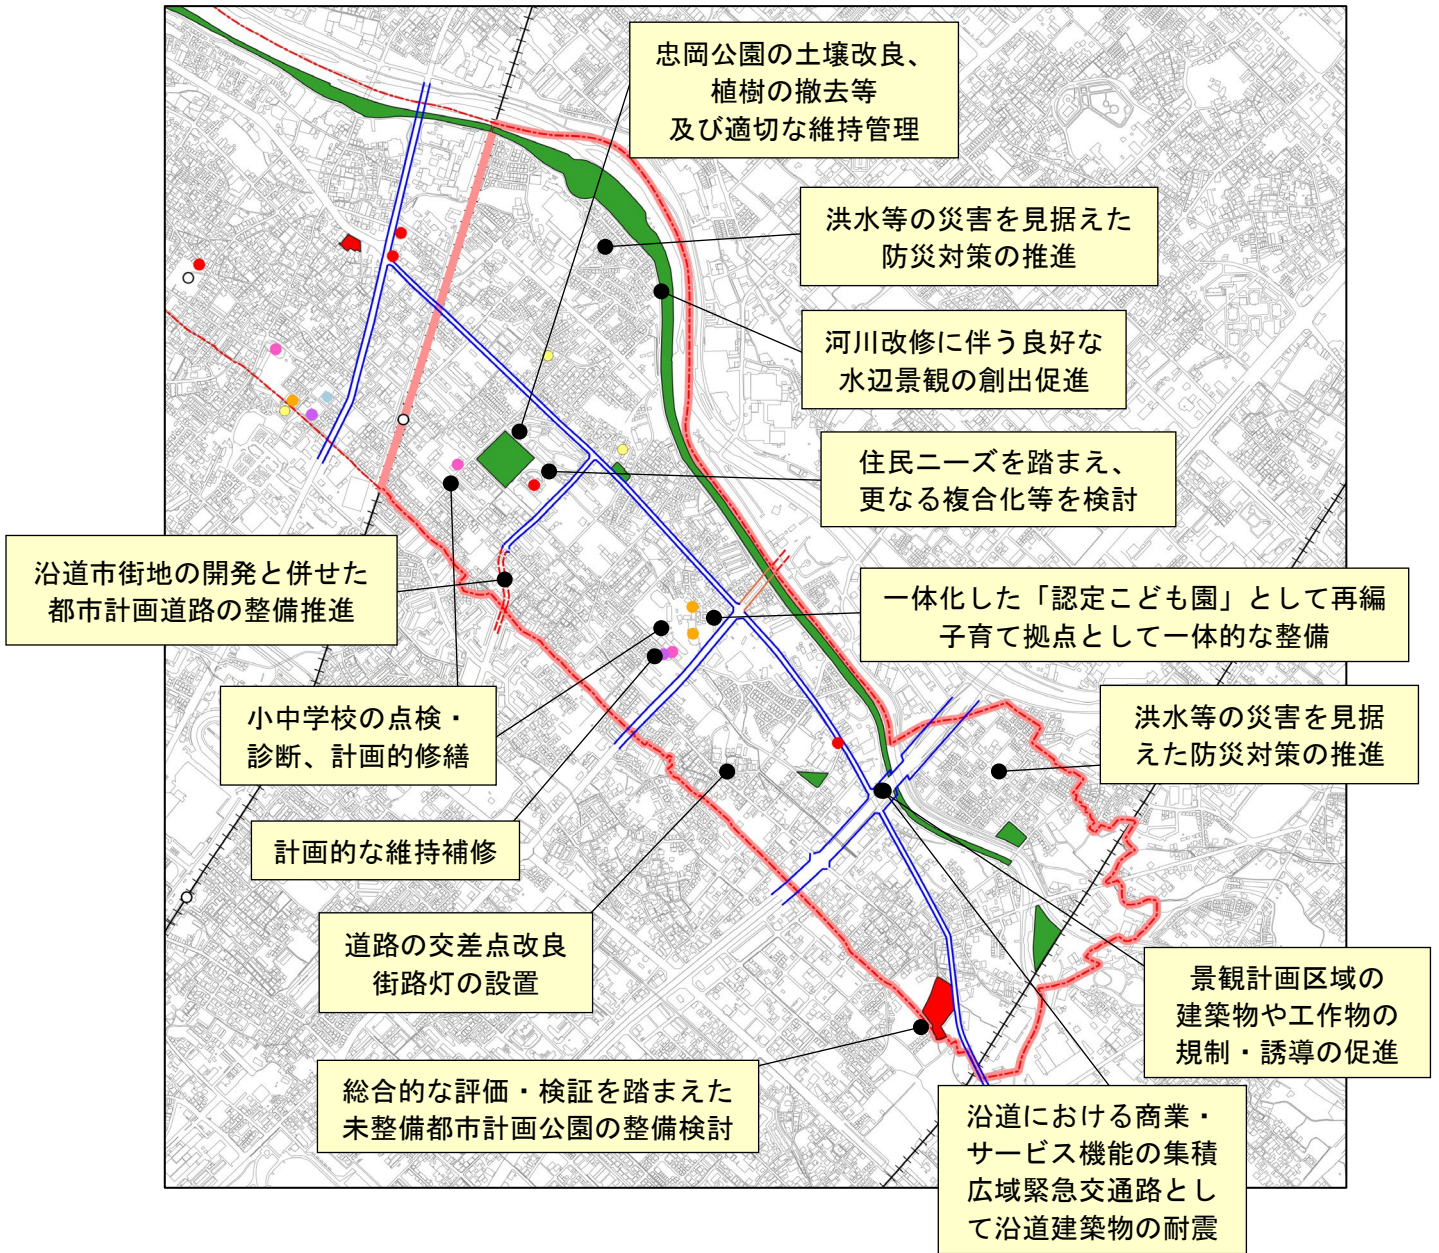 忠岡公園の土壌改良、
植樹の撤去等
及び適切な維持管理
洪水等の災害を見据えた
防災対策の推進
河川改修に伴う良好な
水辺景観の創出促進
住民ニーズを踏まえ、
更なる複合化等を検討
沿道市街地の開発と併せた
都市計画道路の整備推進
一体化した「認定こども園」として再編
子育て拠点として一体的な整備
小中学校の点検・
診断、計画的修繕
洪水等の災害を見据
えた防災対策の推進
計画的な維持補修
道路の交差点改良
街路灯の設置
景観計画区域の
建築物や工作物の
規制・誘導の促進
総合的な評価・検証を踏まえた
未整備都市計画公園の整備検討
沿道における商業・
サービス機能の集積
広域緊急交通路とし
て沿道建築物の耐震